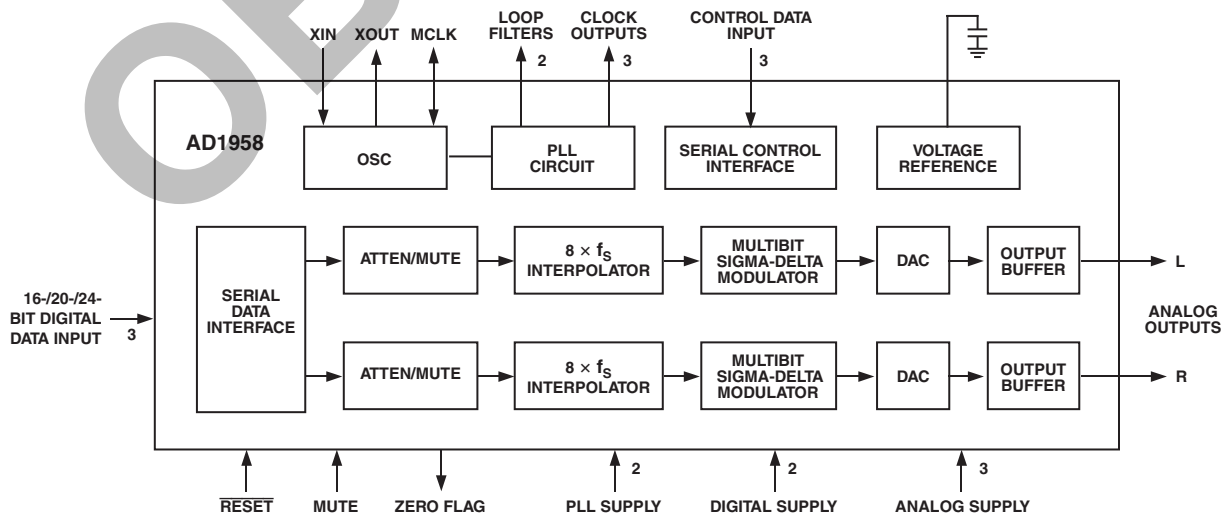 LOOP FILTERS
CLOCK OUTPUTS
CONTROL DATA INPUT
XIN
XOUT
MCLK
2
3
3
AD1958
OSC
PLL CIRCUIT
SERIAL CONTROL INTERFACE
VOLTAGE REFERENCE
16-/20-/24-BIT DIGITAL DATA INPUT
3
SERIAL DATA INTERFACE
ATTEN/MUTE
8 × fS INTERPOLATOR
MULTIBIT SIGMA-DELTA MODULATOR
DAC
OUTPUT BUFFER
L
ANALOG OUTPUTS
ATTEN/MUTE
8 × fS INTERPOLATOR
MULTIBIT SIGMA-DELTA MODULATOR
DAC
OUTPUT BUFFER
R
2
2
3
RESET
MUTE
ZERO FLAG
PLL SUPPLY
DIGITAL SUPPLY
ANALOG SUPPLY